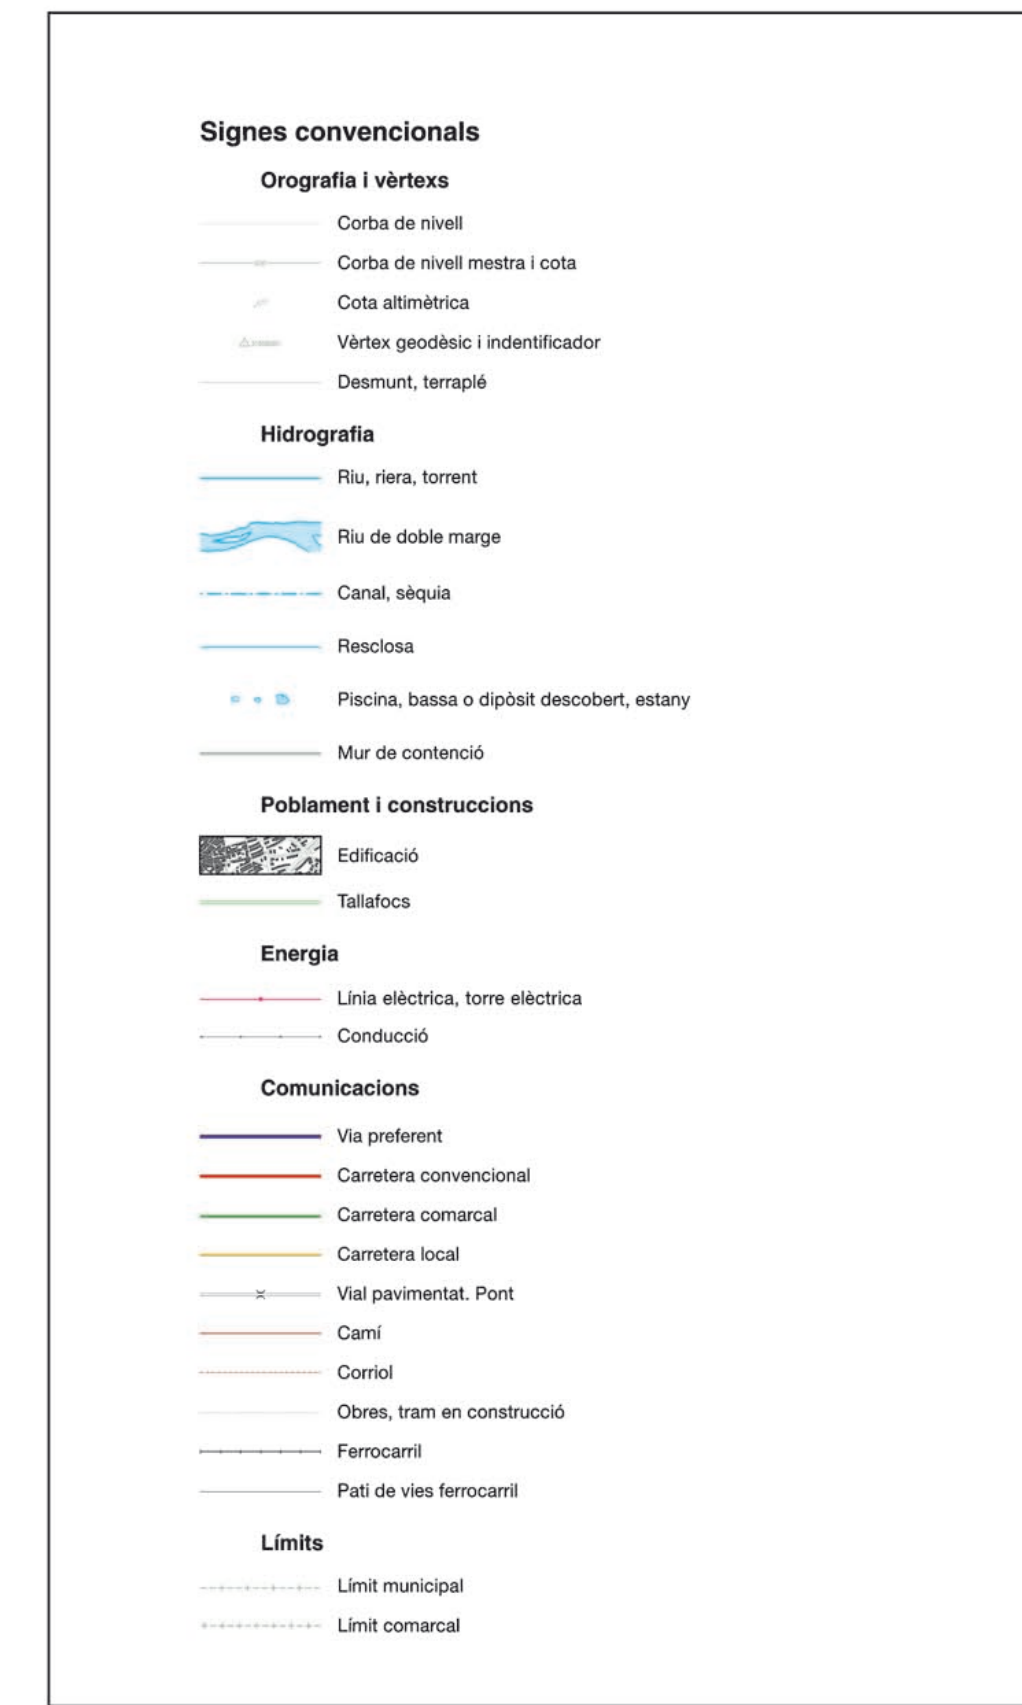 Signes convencionals
Orografia i vèrtexs
Corba de nivell
Corba de nivell mestra i cota
Cota altimètrica
Vèrtex geodèsic i indentificador
Desmunt, terraplé
Hidrografia
Riu, riera, torrent
Riu de doble marge
Canal, sèquia
Resclosa
Piscina, bassa o dipòsit descobert, estany
Mur de contenció
Poblament i construccions
Edificació
Tallafocs
Energia
Línia elèctrica, torre elèctrica
Conducció
Comunicacions
Via preferent
Carretera convencional
Carretera comarcal
Carretera local
Vial pavimentat. Pont
Camí
Corriol
Obres, tram en construcció
Ferrocarril
Pati de vies ferrocarril
Límits
Límit municipal
Límit comarcal